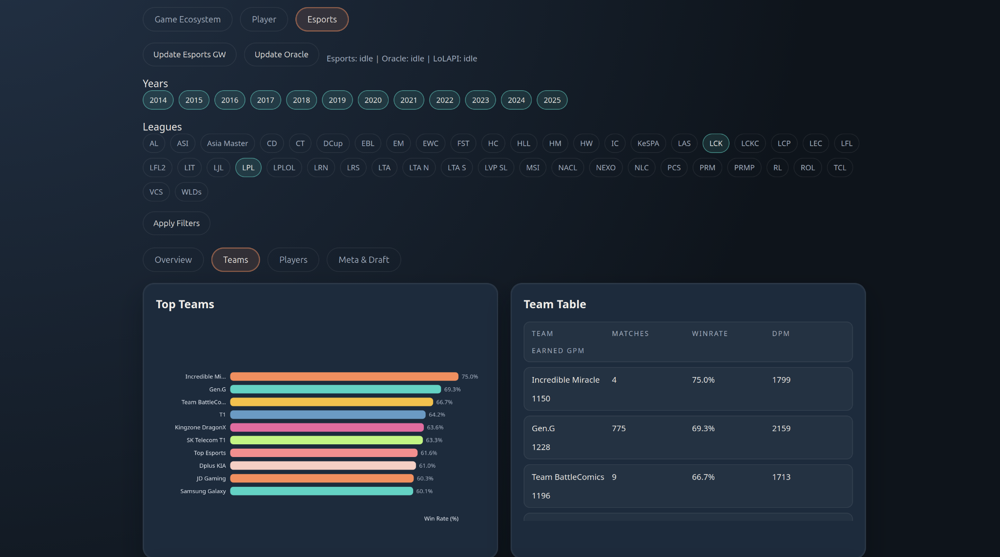 Game Ecosystem Player Esports
Update Esports GW Update Oracle Esports: idle | Oracle: idle | LoLAPI: idle
Years
2014 2015 2016 2017 2018 2019 2020 2021 2022 2023 2024 2025
Leagues
AL ASI Asia Master CD CT DCup EBL EM EWC FST HC HLL HM HW IC KeSPA LAS LCK LCKC LCP LEC LFL
LFL2 LIT LJL LPL LPLOL LRN LRS LTA LTA N LTA S LVP SL MSI NACL NEXO NLC PCS PRM PRMP RL ROL TCL
VCS WLDs
Apply Filters
Overview Teams Players Meta & Draft
Top Teams
Incredible Mi... 75.0%
Gen.G 69.3%
Team BattleCo... 66.7%
T1 64.2%
Kingzone DragonX 63.6%
SK Telecom T1 63.3%
Top Esports 61.6%
Dplus KIA 61.0%
JD Gaming 60.3%
Samsung Galaxy 60.1%
Win Rate (%)
Team Table
TEAM MATCHES WINRATE DPM
EARNED GPM
Incredible Miracle 4 75.0% 1799
1150
Gen.G 775 69.3% 2159
1228
Team BattleComics 9 66.7% 1713
1196